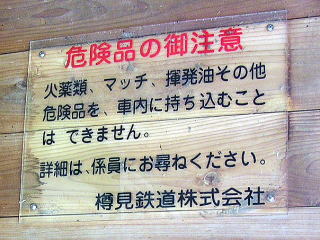 危険品の御注意
火薬類、マッチ、揮発油その他
危険品を、車内に持ち込むこと
は できません。
詳細は、係員にお尋ねください。
樽見鉄道株式会社